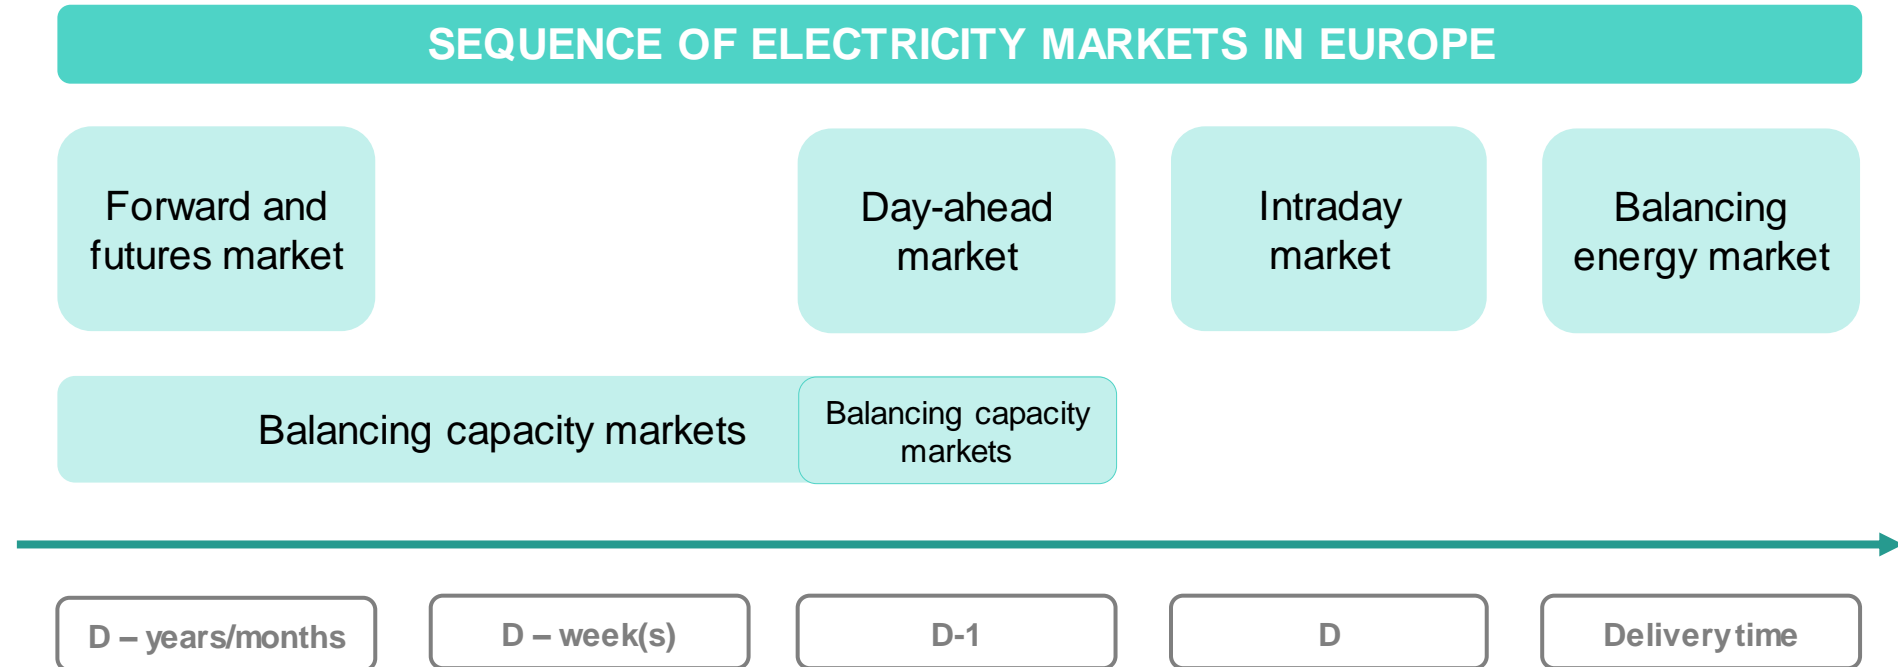 SEQUENCE OF ELECTRICITY MARKETS IN EUROPE
Forward and
futures market
Day-ahead
market
Intraday
market
Balancing
energy market
Balancing capacity markets
Balancing capacity
markets
D – years/months
D – week(s)
D-1
D
Delivery time